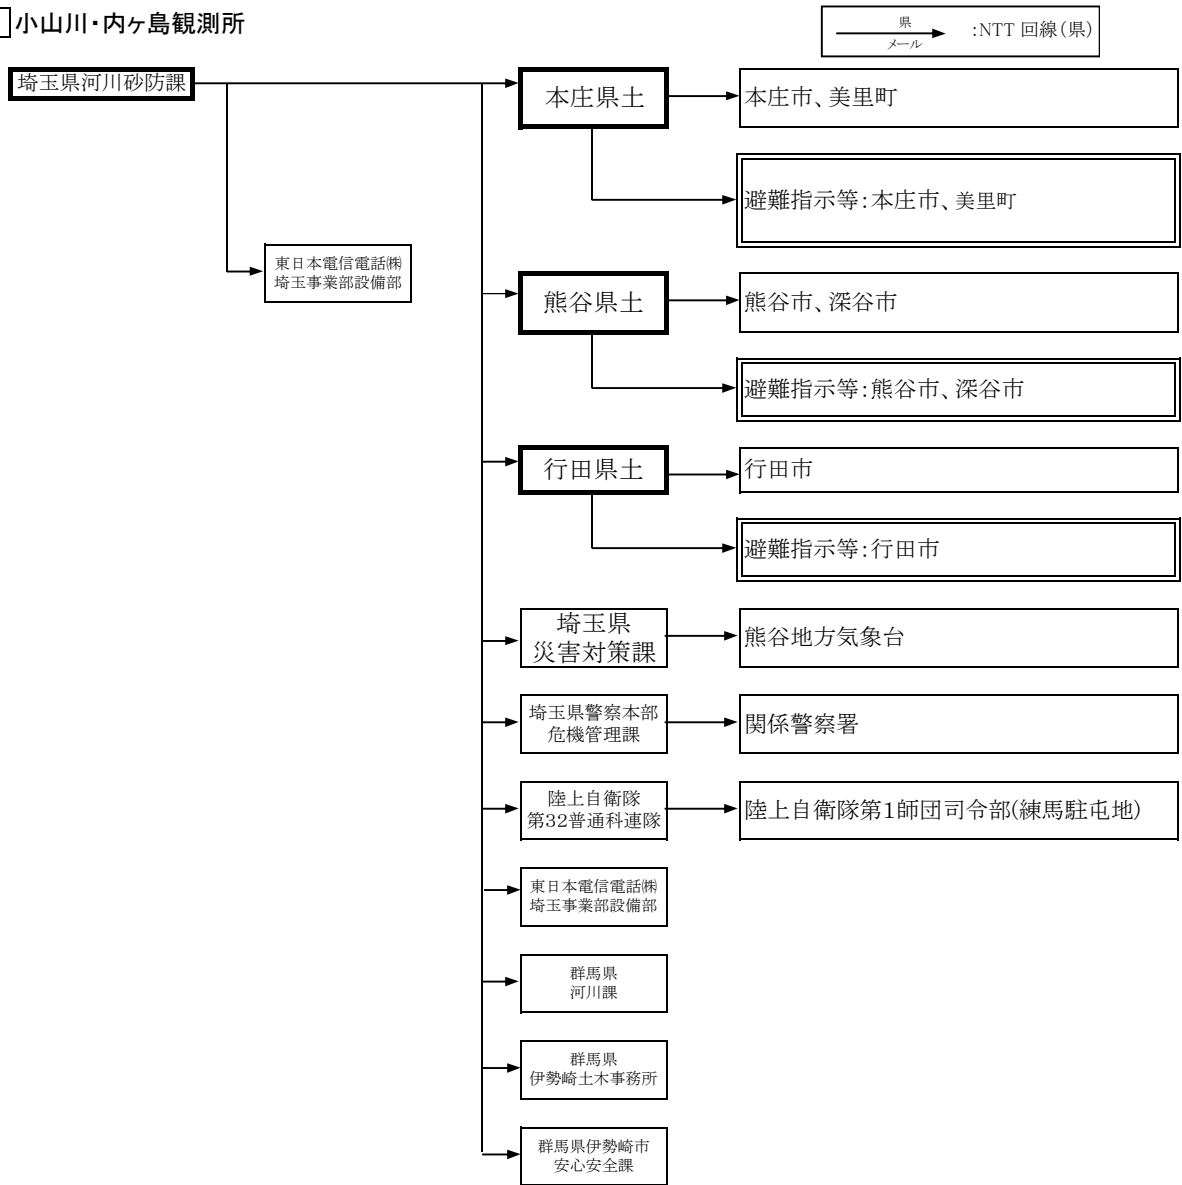 小山川・内ヶ島観測所
県
メール
:NTT 回線(県)
埼玉県河川砂防課
本庄県土
本庄市、美里町
避難指示等:本庄市、美里町
東日本電信電話㈱
埼玉事業部設備部
熊谷県土
熊谷市、深谷市
避難指示等:熊谷市、深谷市
行田県土
行田市
避難指示等:行田市
埼玉県
災害対策課
熊谷地方気象台
埼玉県警察本部
危機管理課
関係警察署
陸上自衛隊
第32普通科連隊
陸上自衛隊第1師団司令部(練馬駐屯地)
東日本電信電話㈱
埼玉事業部設備部
群馬県
河川課
群馬県
伊勢崎土木事務所
群馬県伊勢崎市
安心安全課